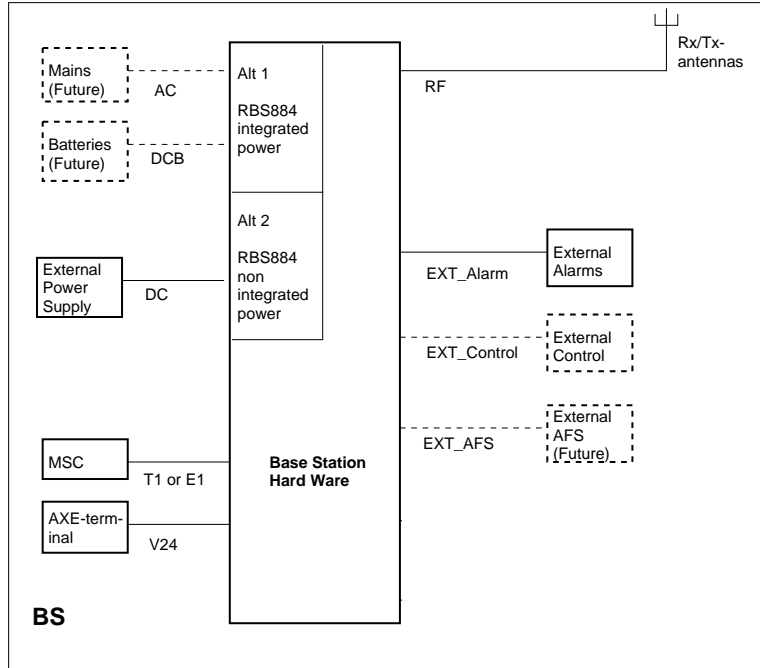 Mains
(Future)
AC
Batteries
(Future)
DCB
Alt 1
RBS884
integrated
power
Alt 2
RBS884
non
integrated
power
External
Power
Supply
DC
MSC
T1 or E1
AXE-term-
inal
V24
Base Station
Hard Ware
RF
Rx/Tx-
antennas
EXT_Alarm
External
Alarms
EXT_Control
External
Control
EXT_AFS
External
AFS
(Future)
BS